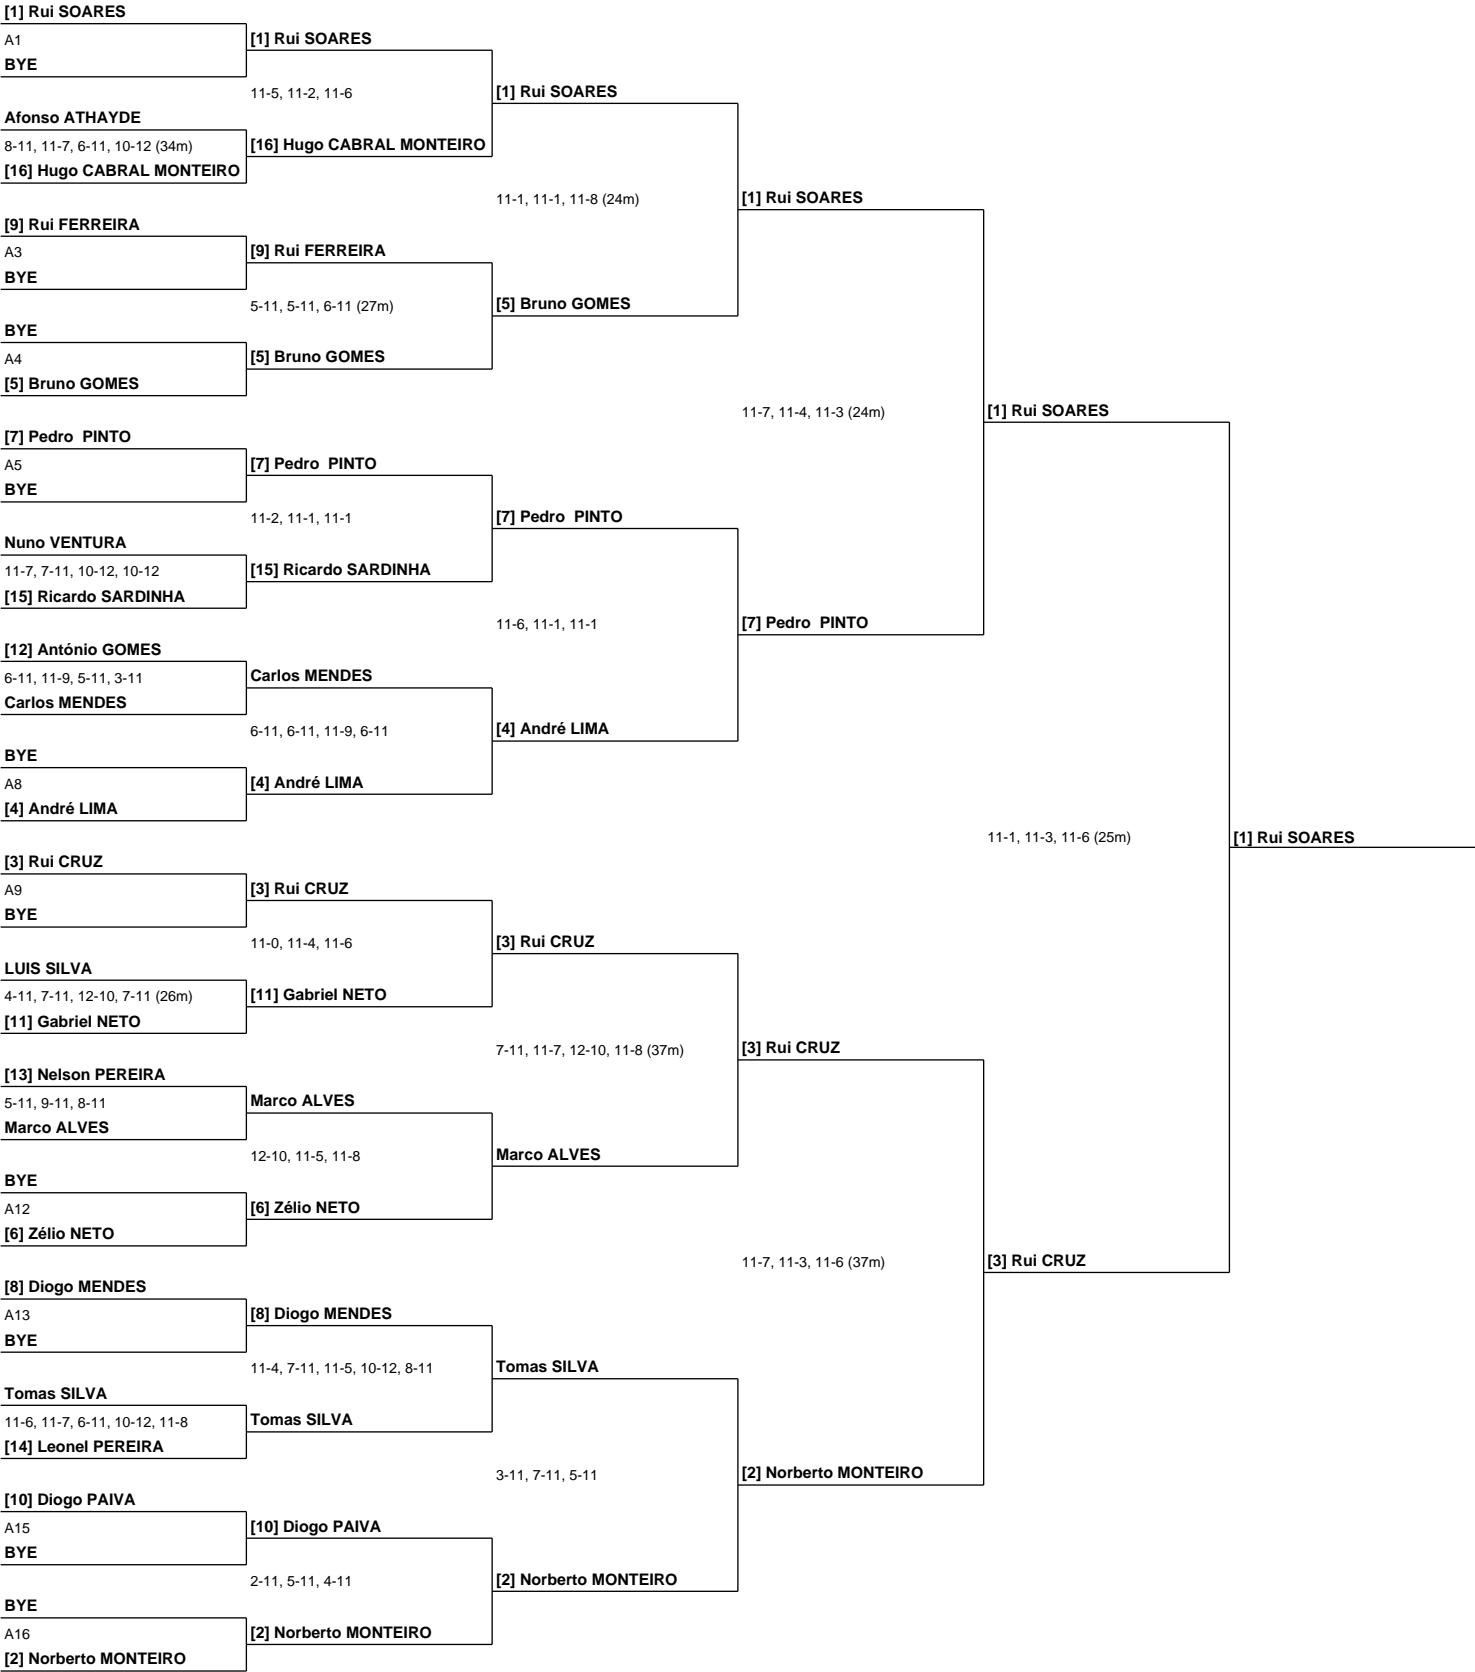 [1] Rui SOARES
A1
[1] Rui SOARES
BYE
11-5, 11-2, 11-6
[1] Rui SOARES
Afonso ATHAYDE
8-11, 11-7, 6-11, 10-12 (34m)
[16] Hugo CABRAL MONTEIRO
[16] Hugo CABRAL MONTEIRO
11-1, 11-1, 11-8 (24m)
[1] Rui SOARES
[9] Rui FERREIRA
A3
[9] Rui FERREIRA
BYE
5-11, 5-11, 6-11 (27m)
[5] Bruno GOMES
BYE
A4
[5] Bruno GOMES
[5] Bruno GOMES
11-7, 11-4, 11-3 (24m)
[1] Rui SOARES
[7] Pedro  PINTO
A5
[7] Pedro  PINTO
BYE
11-2, 11-1, 11-1
[7] Pedro  PINTO
Nuno VENTURA
11-7, 7-11, 10-12, 10-12
[15] Ricardo SARDINHA
[15] Ricardo SARDINHA
11-6, 11-1, 11-1
[7] Pedro  PINTO
[12] António GOMES
6-11, 11-9, 5-11, 3-11
Carlos MENDES
Carlos MENDES
6-11, 6-11, 11-9, 6-11
[4] André LIMA
BYE
A8
[4] André LIMA
[4] André LIMA
11-1, 11-3, 11-6 (25m)
[1] Rui SOARES
[3] Rui CRUZ
A9
[3] Rui CRUZ
BYE
11-0, 11-4, 11-6
[3] Rui CRUZ
LUIS SILVA
4-11, 7-11, 12-10, 7-11 (26m)
[11] Gabriel NETO
[11] Gabriel NETO
7-11, 11-7, 12-10, 11-8 (37m)
[3] Rui CRUZ
[13] Nelson PEREIRA
5-11, 9-11, 8-11
Marco ALVES
Marco ALVES
12-10, 11-5, 11-8
Marco ALVES
BYE
A12
[6] Zélio NETO
[6] Zélio NETO
11-7, 11-3, 11-6 (37m)
[3] Rui CRUZ
[8] Diogo MENDES
A13
[8] Diogo MENDES
BYE
11-4, 7-11, 11-5, 10-12, 8-11
Tomas SILVA
Tomas SILVA
11-6, 11-7, 6-11, 10-12, 11-8
Tomas SILVA
[14] Leonel PEREIRA
3-11, 7-11, 5-11
[2] Norberto MONTEIRO
[10] Diogo PAIVA
A15
[10] Diogo PAIVA
BYE
2-11, 5-11, 4-11
[2] Norberto MONTEIRO
BYE
A16
[2] Norberto MONTEIRO
[2] Norberto MONTEIRO